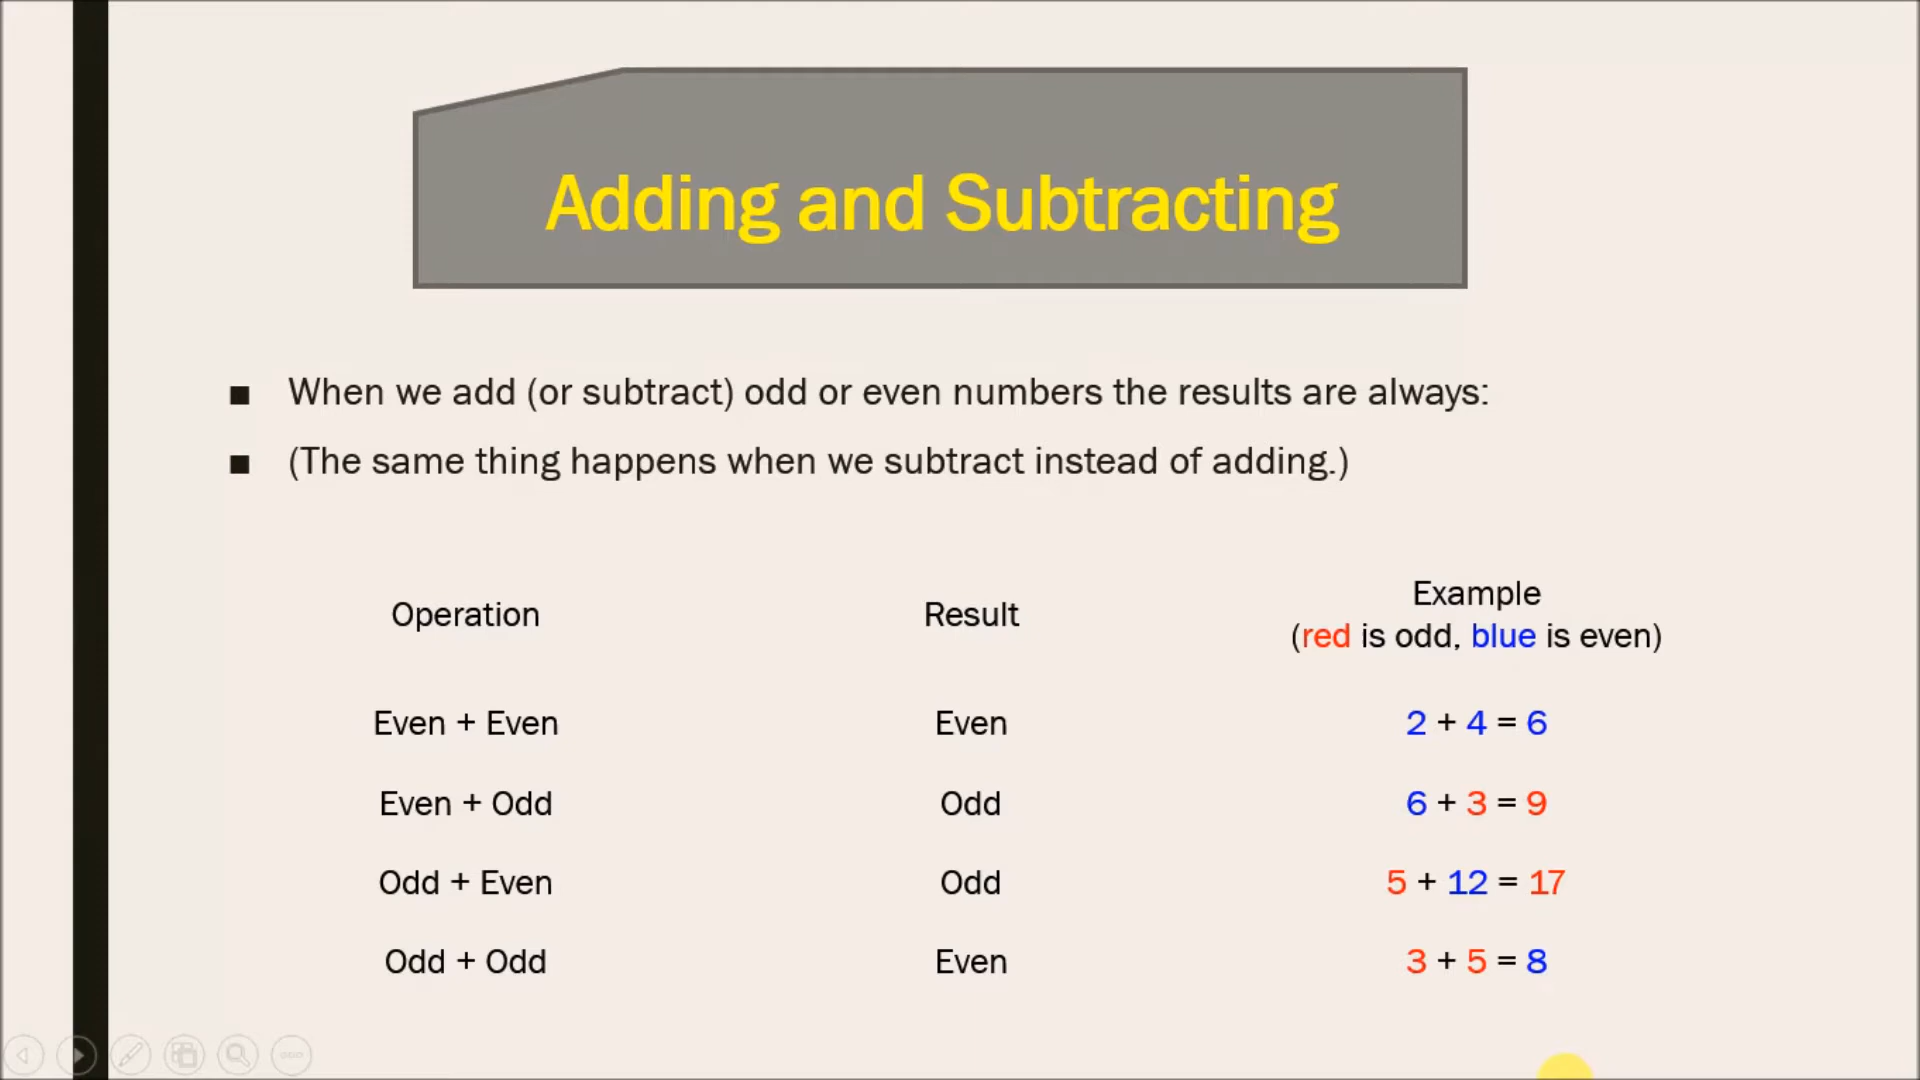 Adding and Subtracting
■ When we add (or subtract) odd or even numbers the results are always:
■ (The same thing happens when we subtract instead of adding.)
Operation Result Example
(red is odd, blue is even)
Even + Even Even 2 + 4 = 6
Even + Odd Odd 6 + 3 = 9
Odd + Even Odd 5 + 12 = 17
Odd + Odd Even 3 + 5 = 8